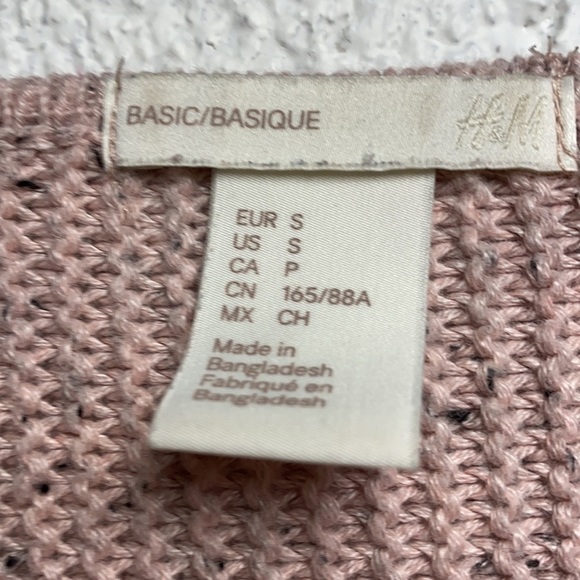 BASIC/BASIQUE H&M
EUR S
US S
CA P
CN 165/88A
MX CH
Made in
Bangladesh
Fabriqué en
Bangladesh